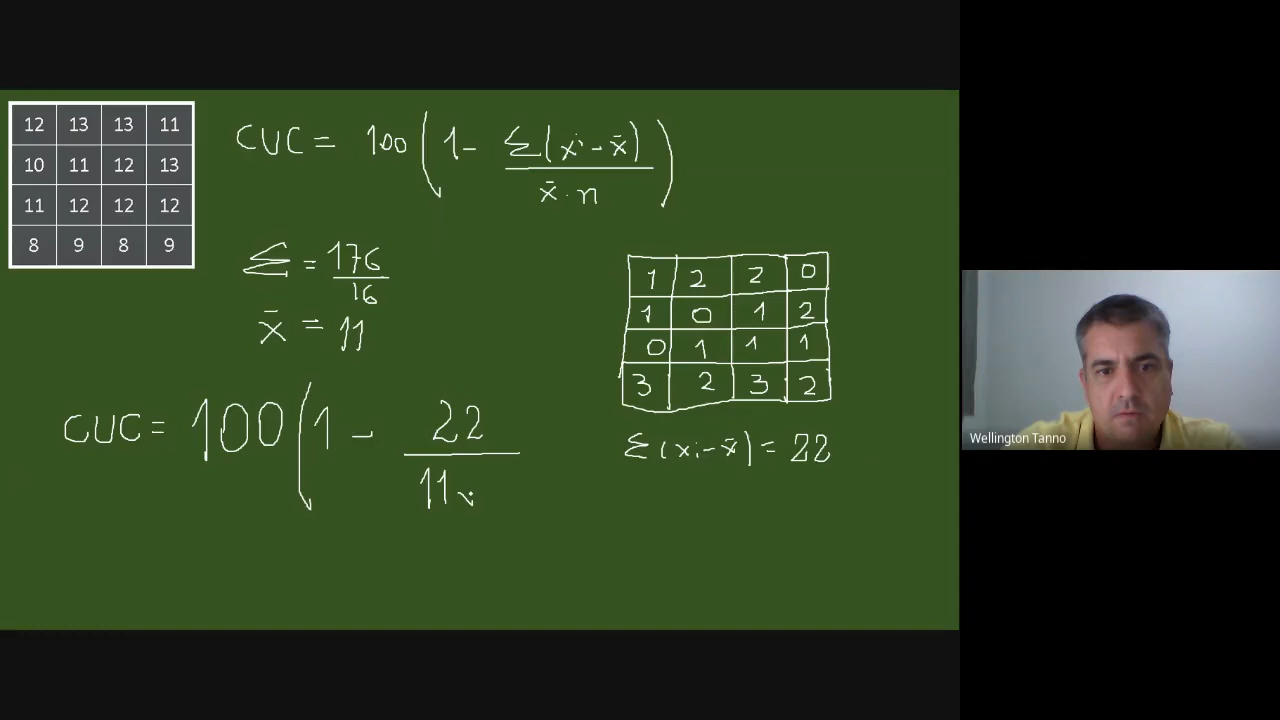 12 13 13 11
10 11 12 13
11 12 12 12
8 9 8 9
CUC = 100 (1 - Σ(xi - x̄) / x̄ · n)
Σ = 176 / 16
x̄ = 11
1 2 2 0
1 0 1 2
0 1 1 1
3 2 3 2
Σ(xi - x̄) = 22
CUC = 100 (1 - 22 / 11
Wellington Tanno